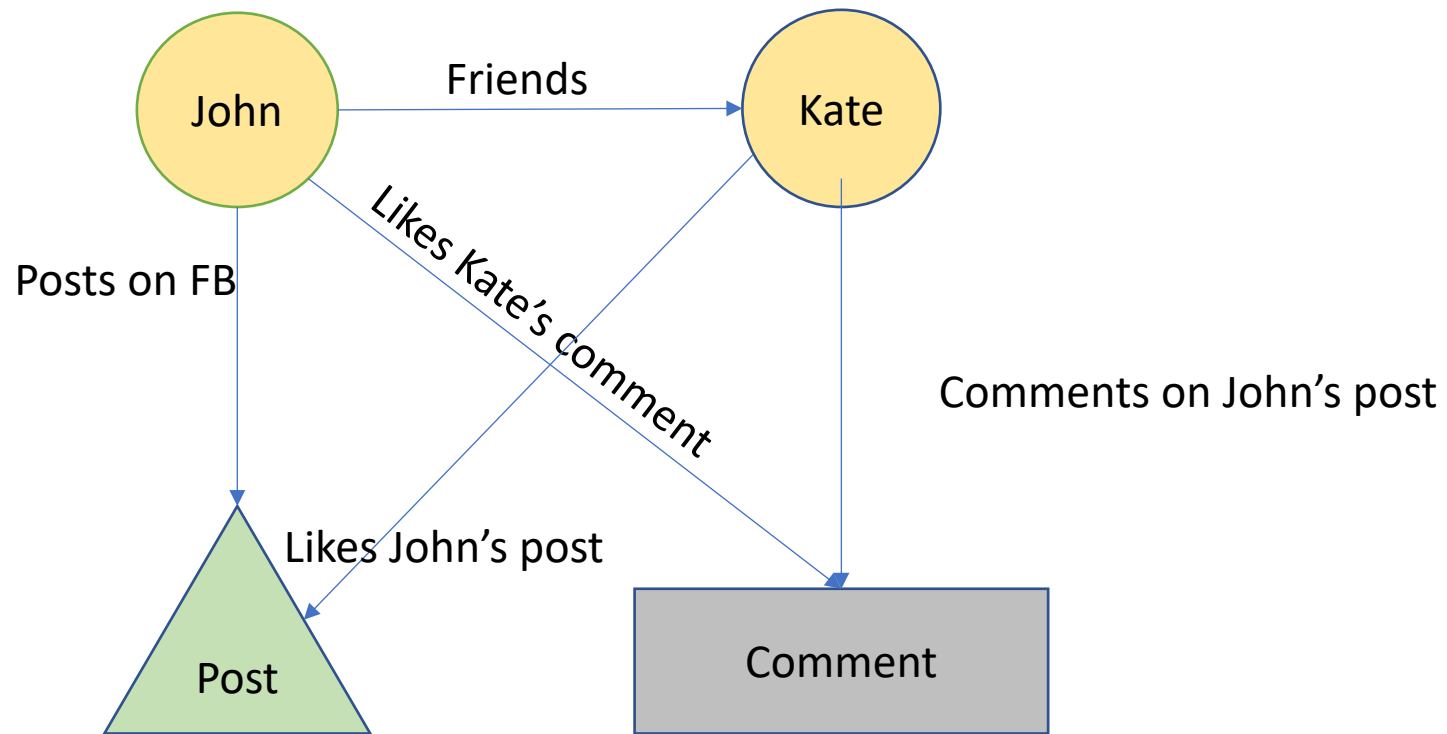 Friends
John
Kate
Likes Kate’s comment
Posts on FB
Comments on John’s post
Likes John’s post
Post
Comment